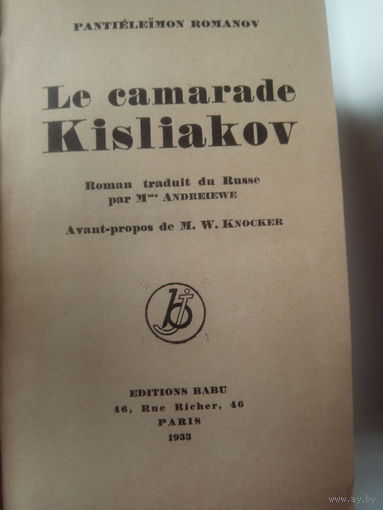 PANTIÉLEÏMON ROMANOV
Le camarade
Kisliakov
Roman traduit du Russe
par Mme ANDREIEWE
Avant-propos de M. W. KNOCKER
EDITIONS BABU
46, Rue Richer, 46
PARIS
1933
www.ay.by